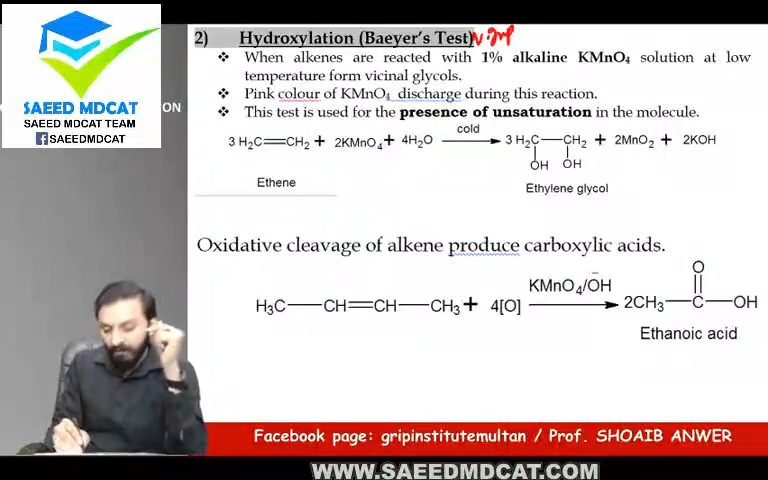 2) Hydroxylation (Baeyer's Test) v.Imp
❖ When alkenes are reacted with 1% alkaline KMnO₄ solution at low
temperature form vicinal glycols.
❖ Pink colour of KMnO₄ discharge during this reaction.
❖ This test is used for the presence of unsaturation in the molecule.
SAEED MDCAT
ON
SAEED MDCAT TEAM
f SAEEDMDCAT
3 H₂C=CH₂ + 2KMnO₄ + 4H₂O cold → 3 H₂C—CH₂ + 2MnO₂ + 2KOH
OH OH
Ethene
Ethylene glycol
Oxidative cleavage of alkene produce carboxylic acids.
O
KMnO₄/O̅H
H₃C—CH=CH—CH₃ + 4[O] → 2CH₃—C—OH
Ethanoic acid
Facebook page: gripinstitutemultan / Prof. SHOAIB ANWER
WWW.SAEEDMDCAT.COM